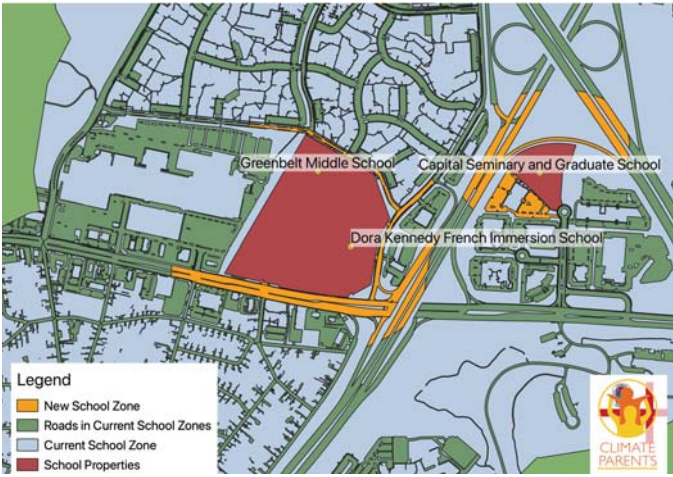 Greenbelt Middle School
Capital Seminary and Graduate School
Dora Kennedy French Immersion School
Legend
New School Zone
Roads in Current School Zones
Current School Zone
School Properties
CLIMATE
PARENTS